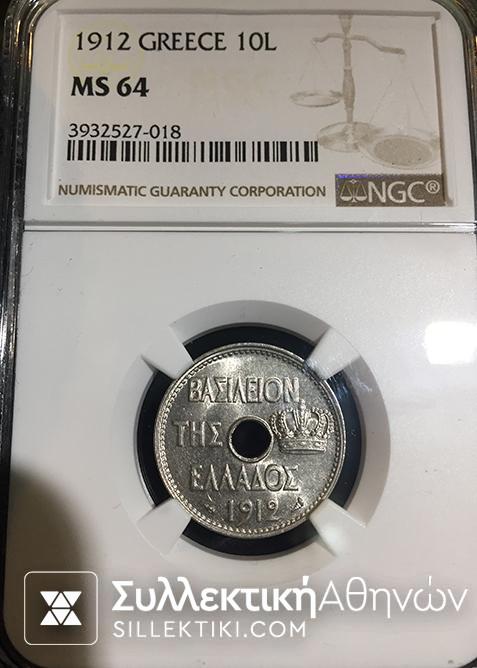 1912 GREECE 10L
MS 64
3932527-018
NUMISMATIC GUARANTY CORPORATION NGC®
ΒΑΣΙΛΕΙΟΝ
ΤΗΣ
ΕΛΛΑΔΟΣ
1912
ΣυλλεκτικήΑθηνών
SILLEKTIKI.COM